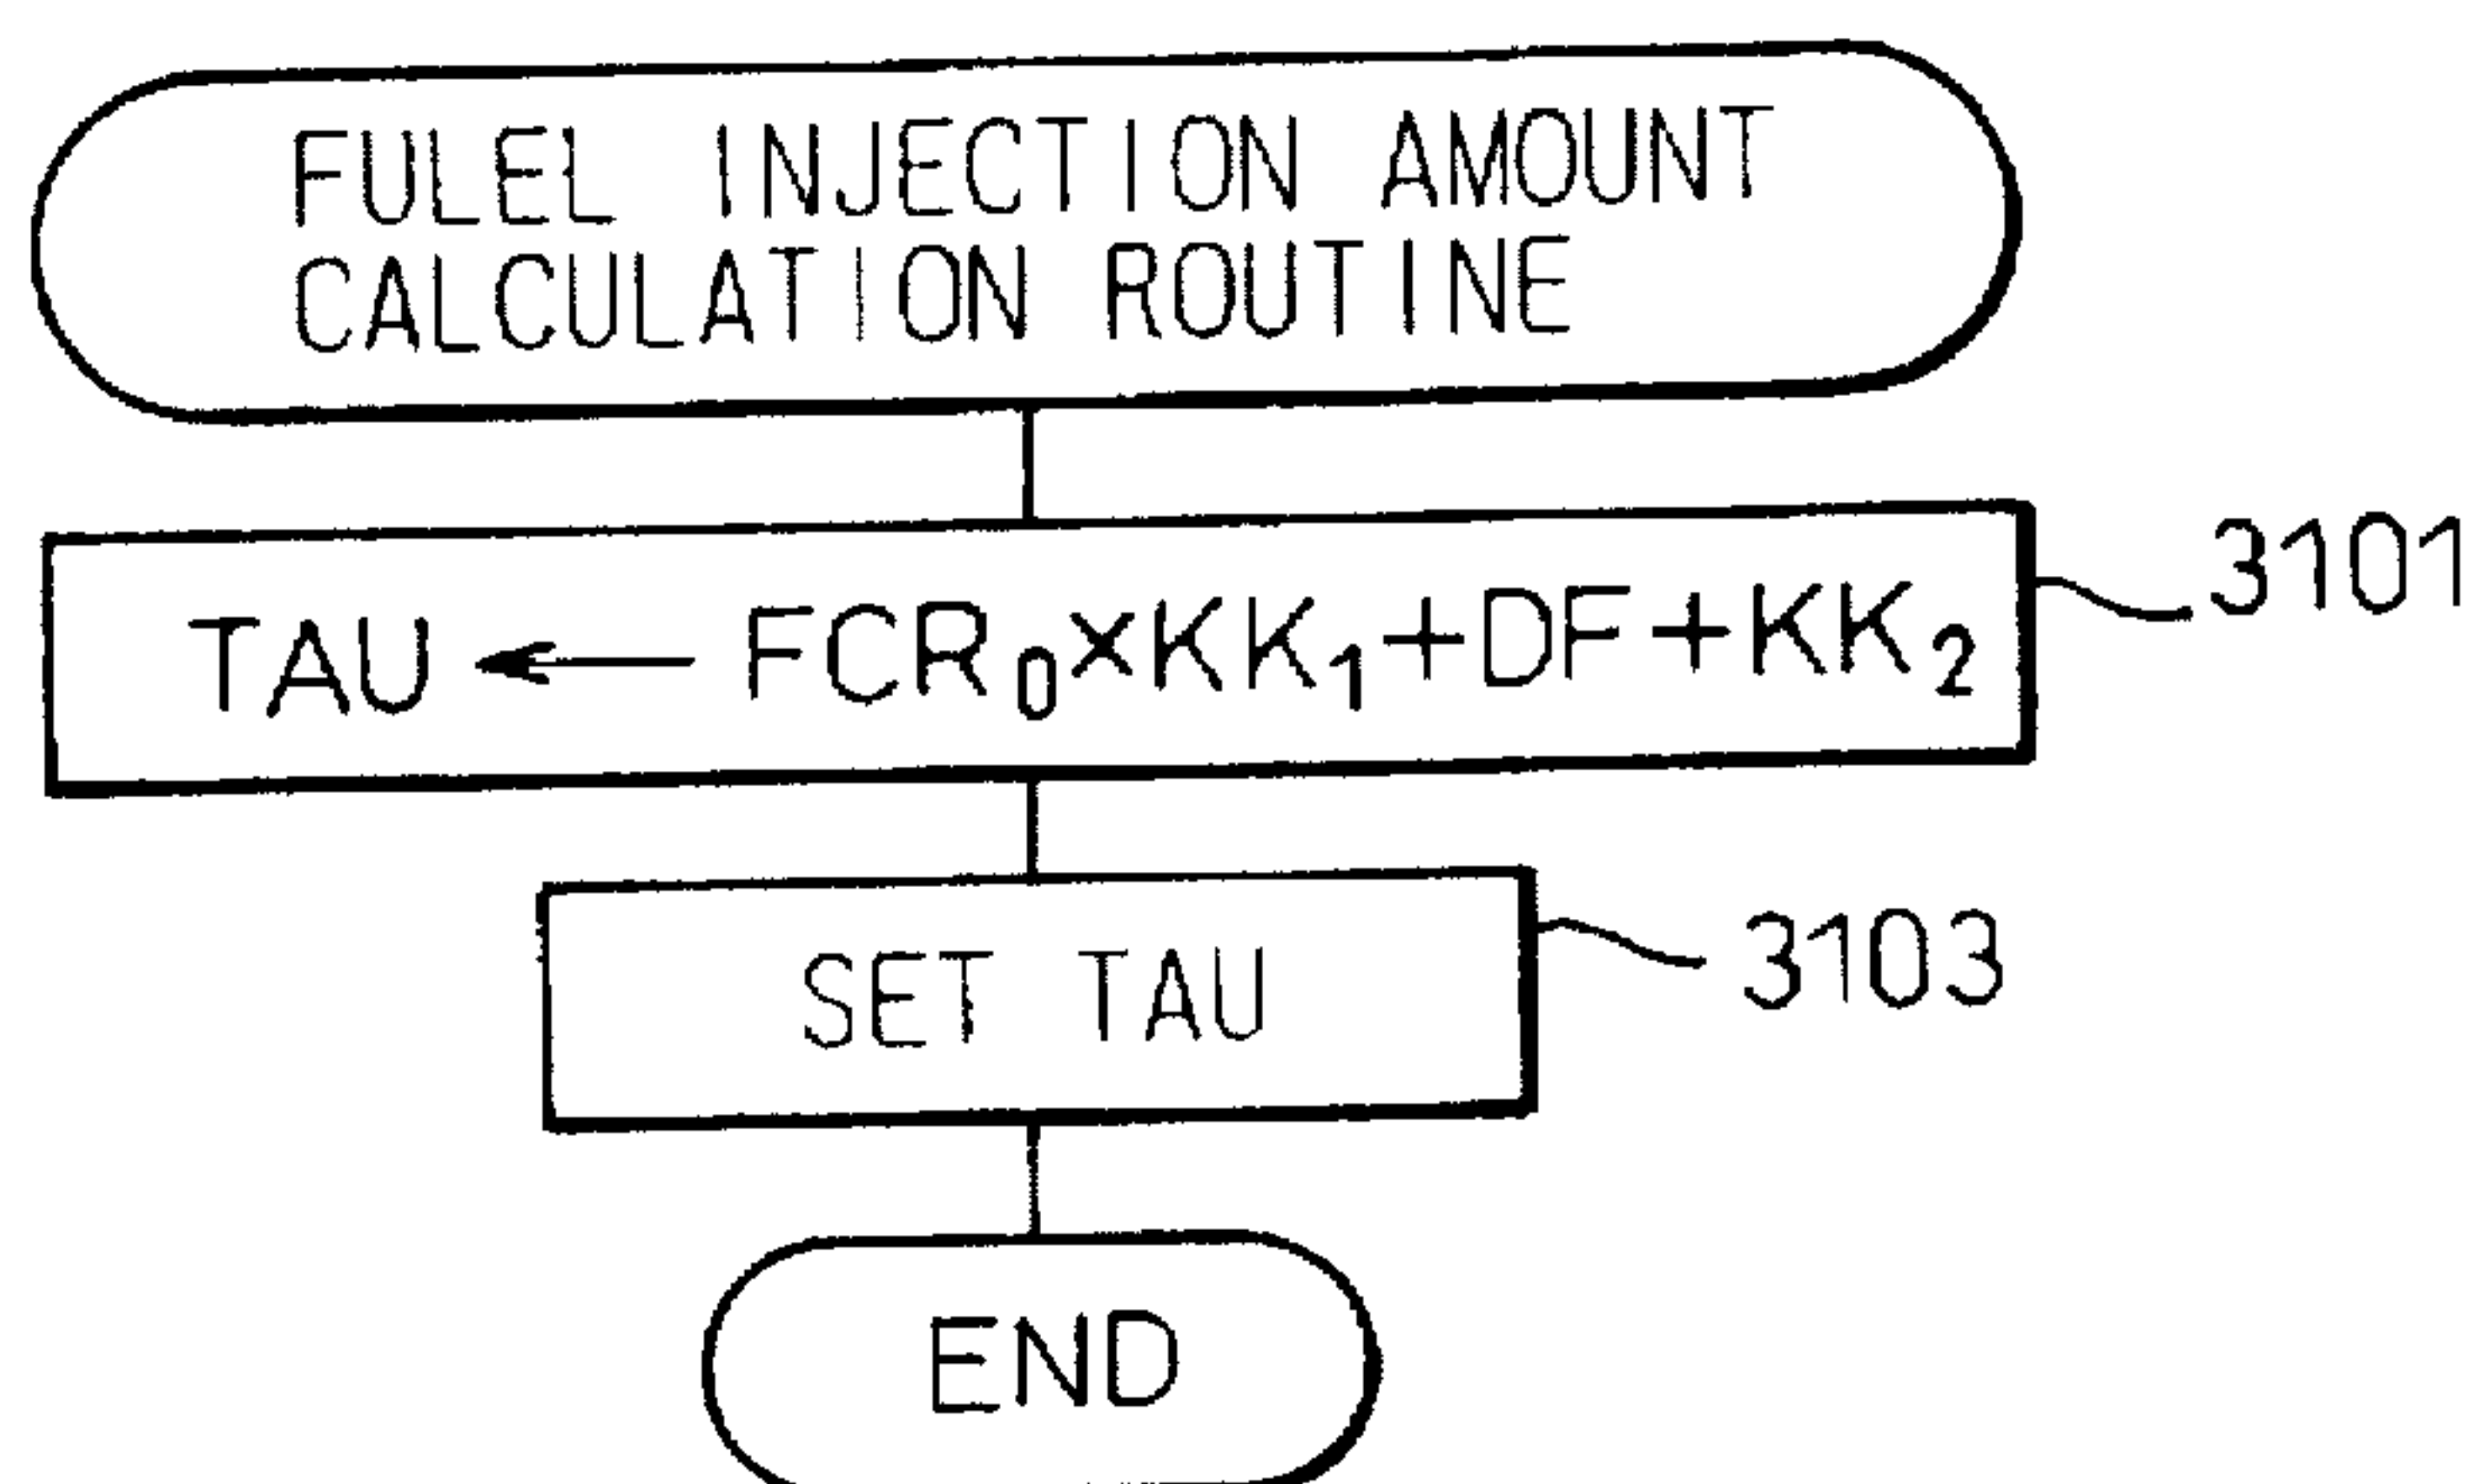 FULEL INJECTION AMOUNT
CALCULATION ROUTINE
TAU ← FCR₀×KK₁+DF+KK₂
3101
SET TAU
3103
END